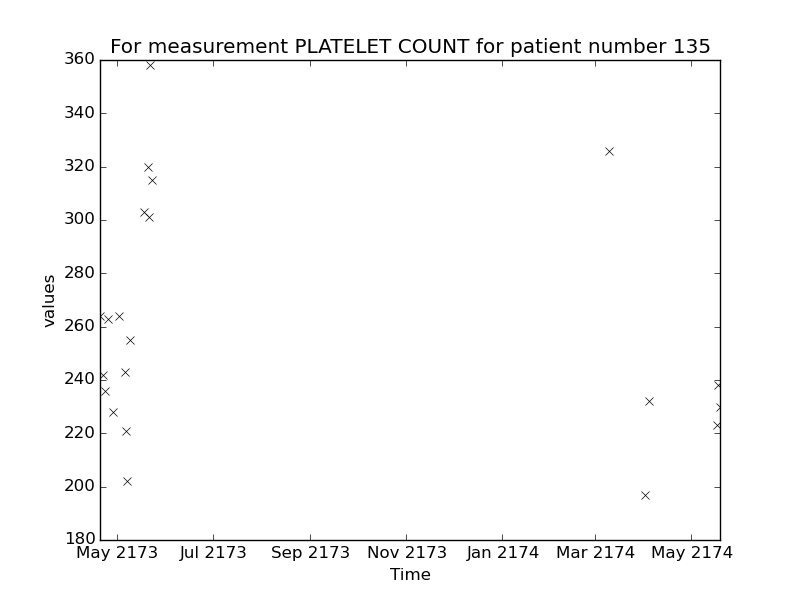 For measurement PLATELET COUNT for patient number 135
360
340
320
300
280
260
240
220
200
180
values
May 2173 Jul 2173 Sep 2173 Nov 2173 Jan 2174 Mar 2174 May 2174
Time